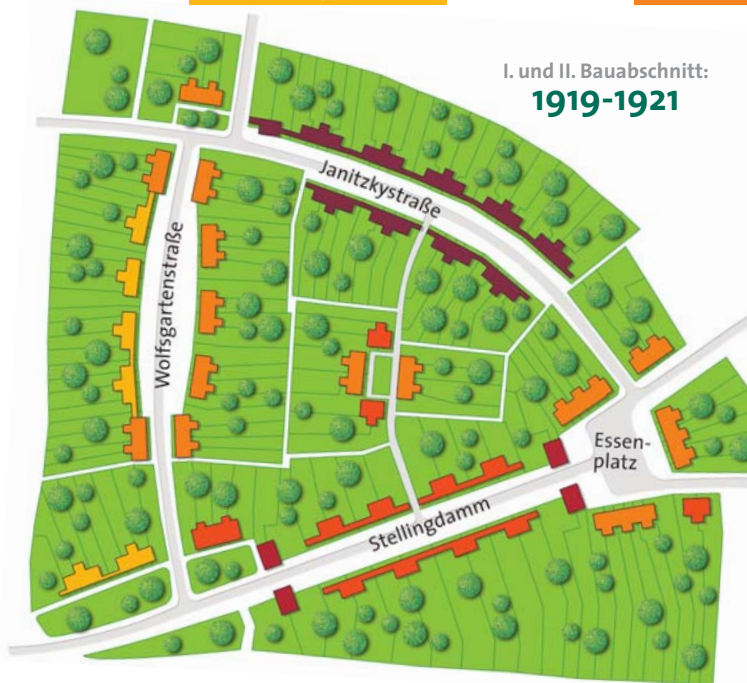 I. und II. Bauabschnitt:
1919-1921
Janitzkystraße
Wolfsgartenstraße
Essen-
platz
Stellingdamm